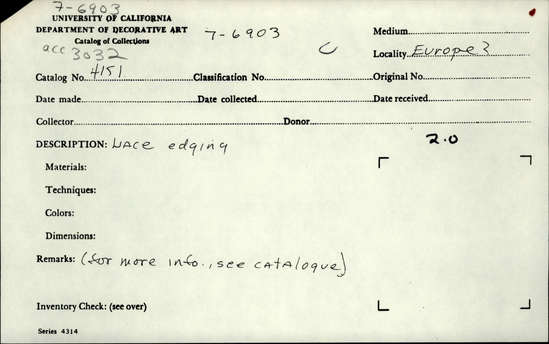 7-6903
UNIVERSITY OF CALIFORNIA
DEPARTMENT OF DECORATIVE ART 7-6903 Medium
Catalog of Collections
acc 3032 C Locality Europe?
Catalog No. 4151 Classification No. Original No.
Date made Date collected Date received
Collector Donor
DESCRIPTION: Lace edging 2.0
Materials:
Techniques:
Colors:
Dimensions:
Remarks: (for more info., see catalogue)
Inventory Check: (see over)
Series 4314